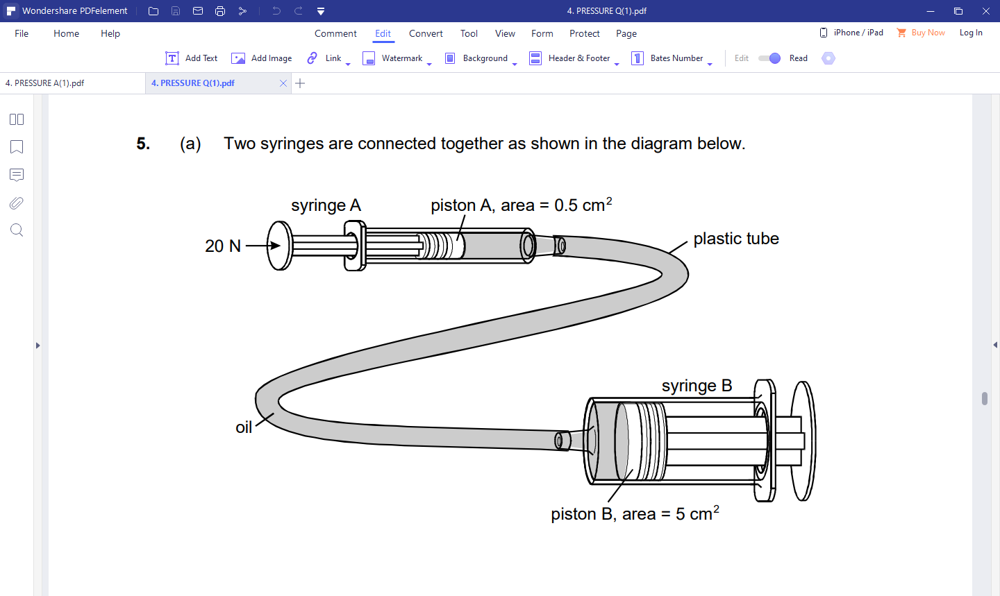 Wondershare PDFelement
4. PRESSURE Q(1).pdf
File Home Help Comment Edit Convert Tool View Form Protect Page iPhone / iPad Buy Now Log In
Add Text Add Image Link Watermark Background Header & Footer Bates Number Edit Read
4. PRESSURE A(1).pdf 4. PRESSURE Q(1).pdf
5. (a) Two syringes are connected together as shown in the diagram below.
syringe A piston A, area = 0.5 cm²
20 N
plastic tube
syringe B
oil
piston B, area = 5 cm²